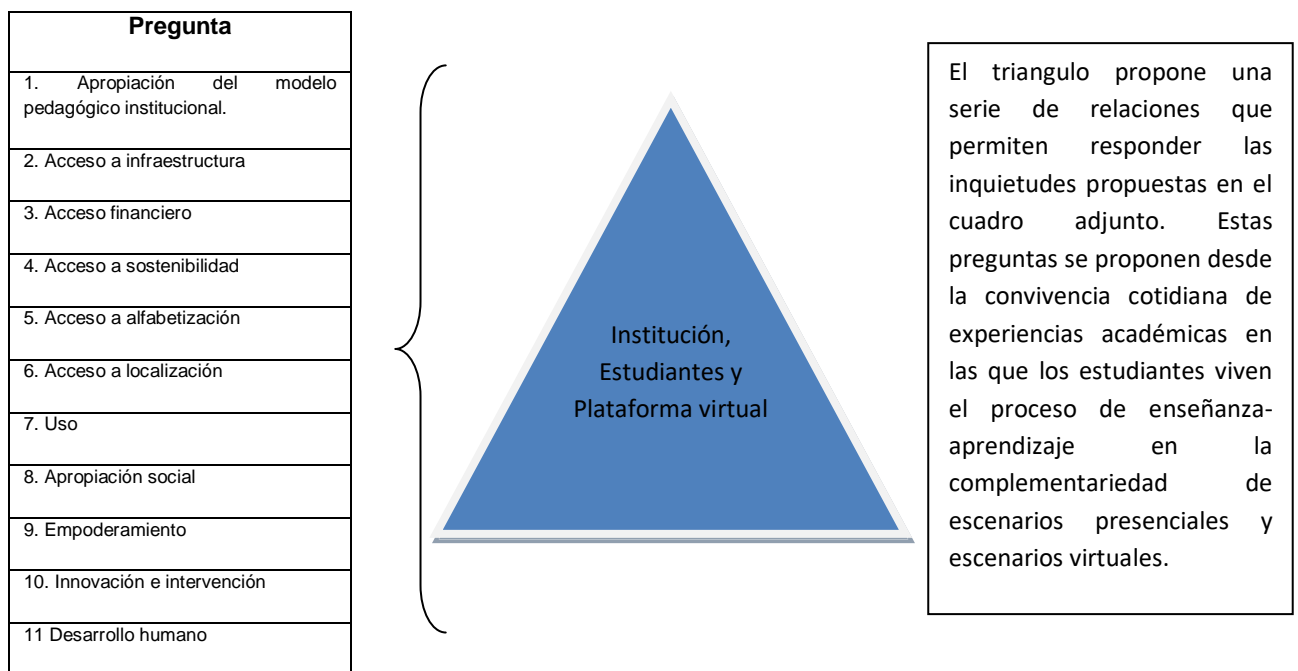 Pregunta
1. Apropiación del modelo
pedagógico institucional.
2. Acceso a infraestructura
3. Acceso financiero
4. Acceso a sostenibilidad
5. Acceso a alfabetización
6. Acceso a localización
7. Uso
8. Apropiación social
9. Empoderamiento
10. Innovación e intervención
11 Desarrollo humano
Institución,
Estudiantes y
Plataforma virtual
El triangulo propone una
serie de relaciones que
permiten responder las
inquietudes propuestas en el
cuadro adjunto. Estas
preguntas se proponen desde
la convivencia cotidiana de
experiencias académicas en
las que los estudiantes viven
el proceso de enseñanza-
aprendizaje en la
complementariedad de
escenarios presenciales y
escenarios virtuales.